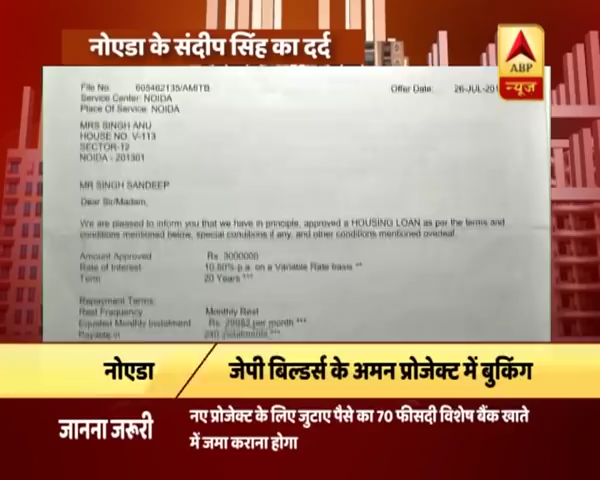 नोएडा के संदीप सिंह का दर्द
ABP
न्यूज़
File No. 605462135/AMITB Offer Date: 26-JUL-201
Service Center: NOIDA
Place Of Service: NOIDA
MRS SINGH ANU
HOUSE NO. V-113
SECTOR-12
NOIDA - 201301
MR SINGH SANDEEP
Dear Sir/Madam,
We are pleased to inform you that we have in principle, approved a HOUSING LOAN as per the terms and
conditions mentioned below, special conditions if any, and other conditions mentioned overleaf.
Amount Approved Rs. 3000000
Rate of Interest 10.50% p.a. on a Variable Rate basis **
Term 20 Years ***
Repayment Terms:
Rest Frequency Monthly Rest
Equated Monthly Instalment Rs. per month ***
Payable in 240 instalments ***
नोएडा
जेपी बिल्डर्स के अमन प्रोजेक्ट में बुकिंग
जानना जरूरी
नए प्रोजेक्ट के लिए जुटाए पैसे का 70 फीसदी विशेष बैंक खाते
में जमा कराना होगा